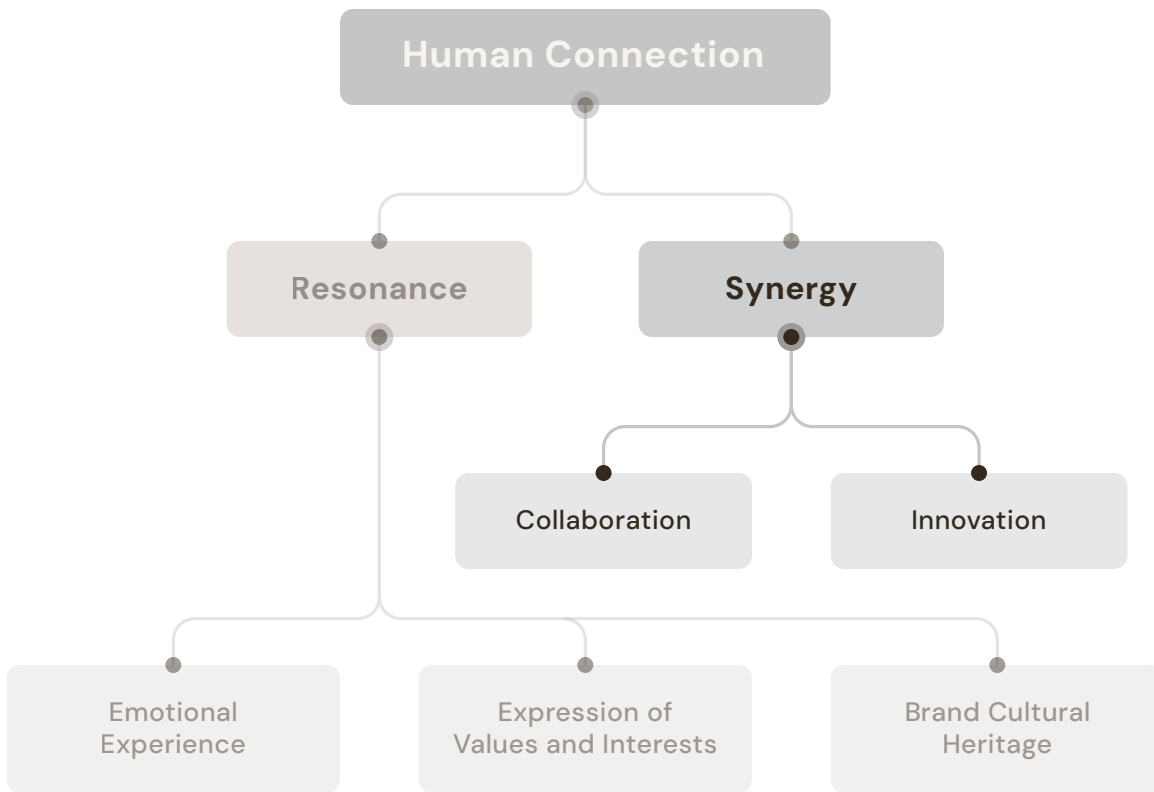 Human Connection
Resonance
Synergy
Collaboration
Innovation
Emotional
Experience
Expression of
Values and Interests
Brand Cultural
Heritage